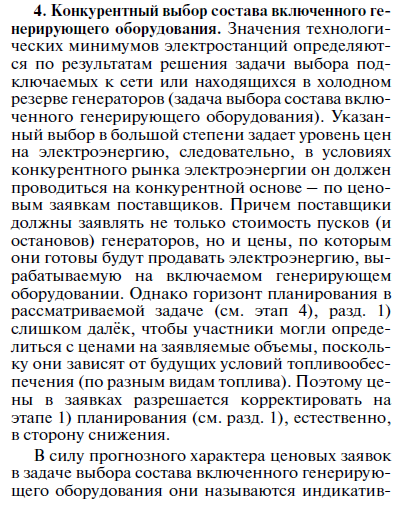 4. Конкурентный выбор состава включенного ге-
нерирующего оборудования. Значения технологи-
ческих минимумов электростанций определяют-
ся по результатам решения задачи выбора под-
ключаемых к сети или находящихся в холодном
резерве генераторов (задача выбора состава вклю-
ченного генерирующего оборудования). Указан-
ный выбор в большой степени задает уровень цен
на электроэнергию, следовательно, в условиях
конкурентного рынка электроэнергии он должен
проводиться на конкурентной основе – по цено-
вым заявкам поставщиков. Причем поставщики
должны заявлять не только стоимость пусков (и
остановов) генераторов, но и цены, по которым
они готовы будут продавать электроэнергию, вы-
рабатываемую на включаемом генерирующем
оборудовании. Однако горизонт планирования в
рассматриваемой задаче (см. этап 4), разд. 1)
слишком далёк, чтобы участники могли опреде-
литься с ценами на заявляемые объемы, посколь-
ку они зависят от будущих условий топливообес-
печения (по разным видам топлива). Поэтому це-
ны в заявках разрешается корректировать на
этапе 1) планирования (см. разд. 1), естественно,
в сторону снижения.
В силу прогнозного характера ценовых заявок
в задаче выбора состава включенного генерирую-
щего оборудования они называются индикатив-